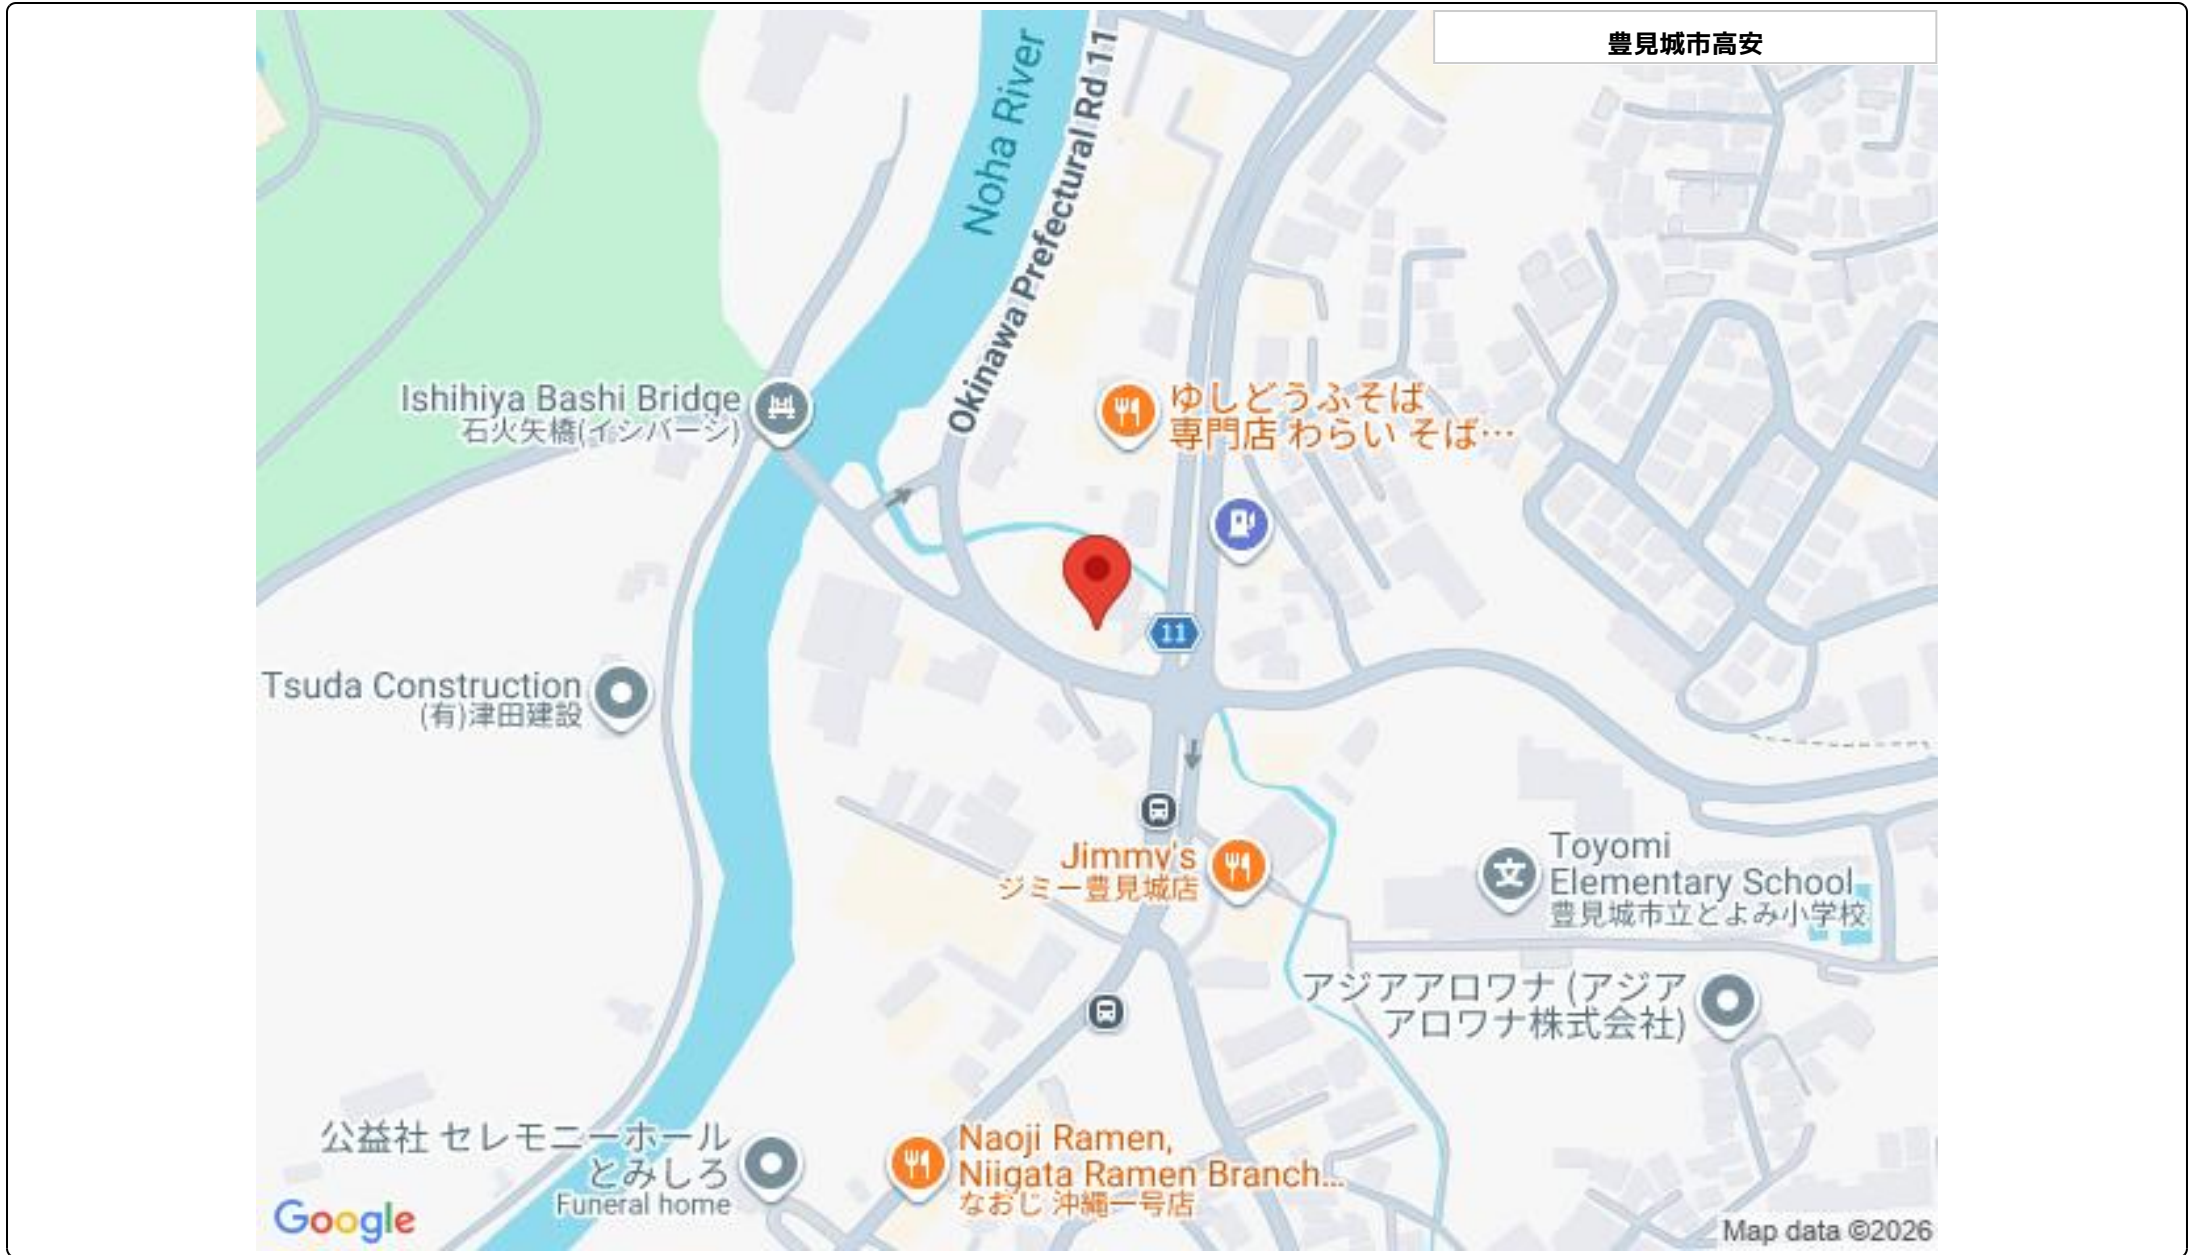 豊見城市高安
Noha River
Okinawa Prefectural Rd 11
Ishihiya Bashi Bridge
石火矢橋(イシバーシ)
ゆしどうふそば
専門店 わらい そば…
11
Tsuda Construction
(有)津田建設
Jimmy's
ジミー豊見城店
Toyomi
Elementary School
豊見城市立とよみ小学校
文
アジアアロワナ (アジア
アロワナ株式会社)
公益社 セレモニーホール
とみしろ
Funeral home
Naoji Ramen,
Niigata Ramen Branch...
なおじ 沖縄一号店
Google
Map data ©2026